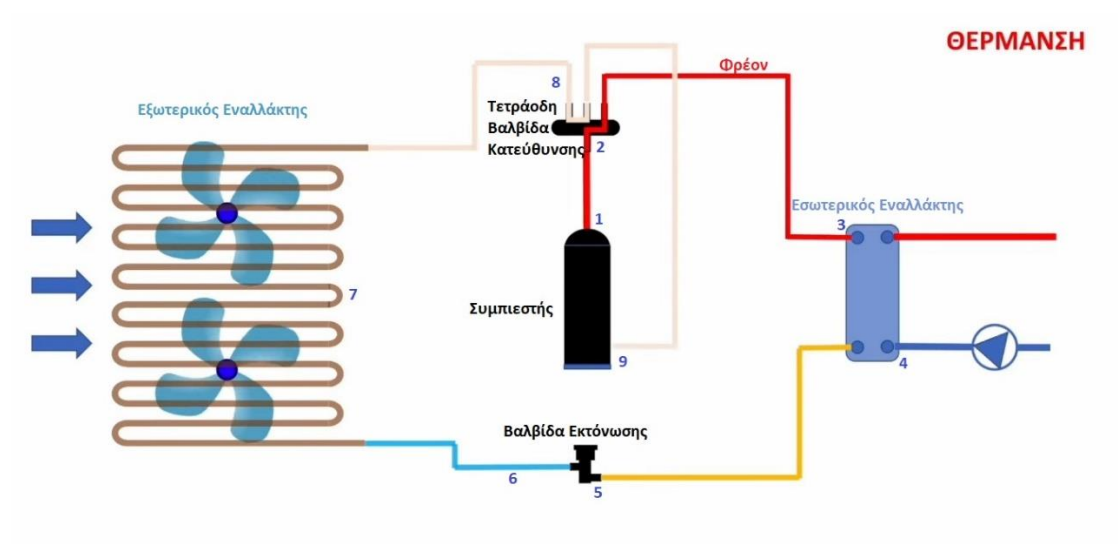 ΘΕΡΜΑΝΣΗ
Φρέον
8
Τετράοδη
Βαλβίδα
Κατεύθυνσης
2
Εξωτερικός Εναλλάκτης
1
Εσωτερικός Εναλλάκτης
3
7
Συμπιεστής
9
4
Βαλβίδα Εκτόνωσης
6
5